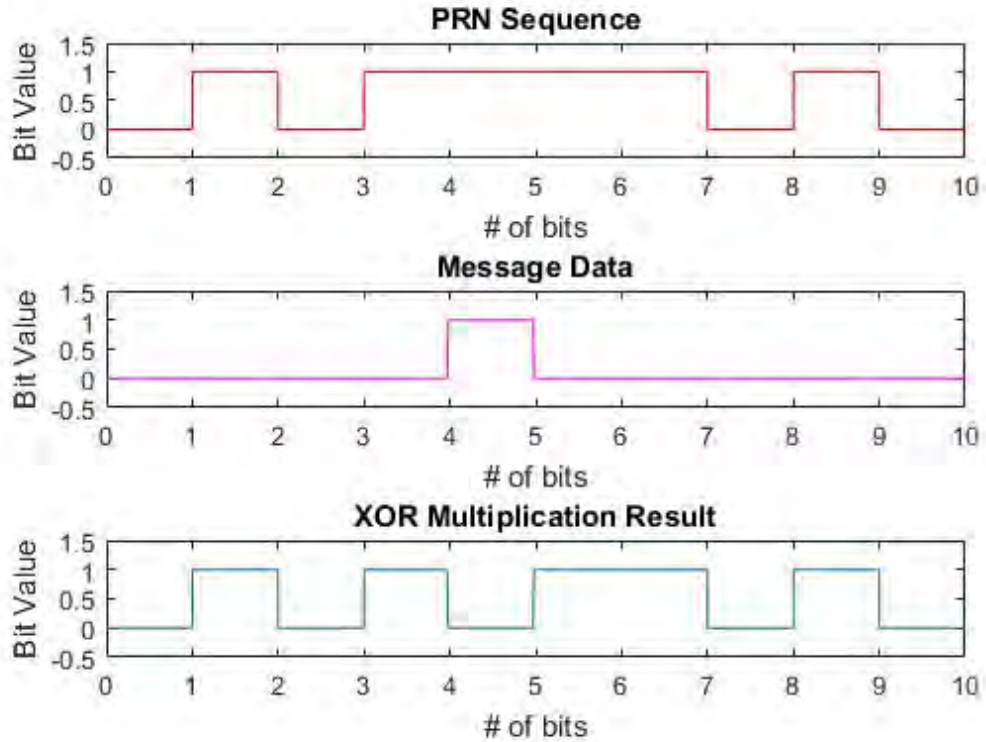 PRN Sequence
1.5
1
0.5
0
-0.5
Bit Value
0 1 2 3 4 5 6 7 8 9 10
# of bits
Message Data
1.5
1
0.5
0
-0.5
Bit Value
0 1 2 3 4 5 6 7 8 9 10
# of bits
XOR Multiplication Result
1.5
1
0.5
0
-0.5
Bit Value
0 1 2 3 4 5 6 7 8 9 10
# of bits